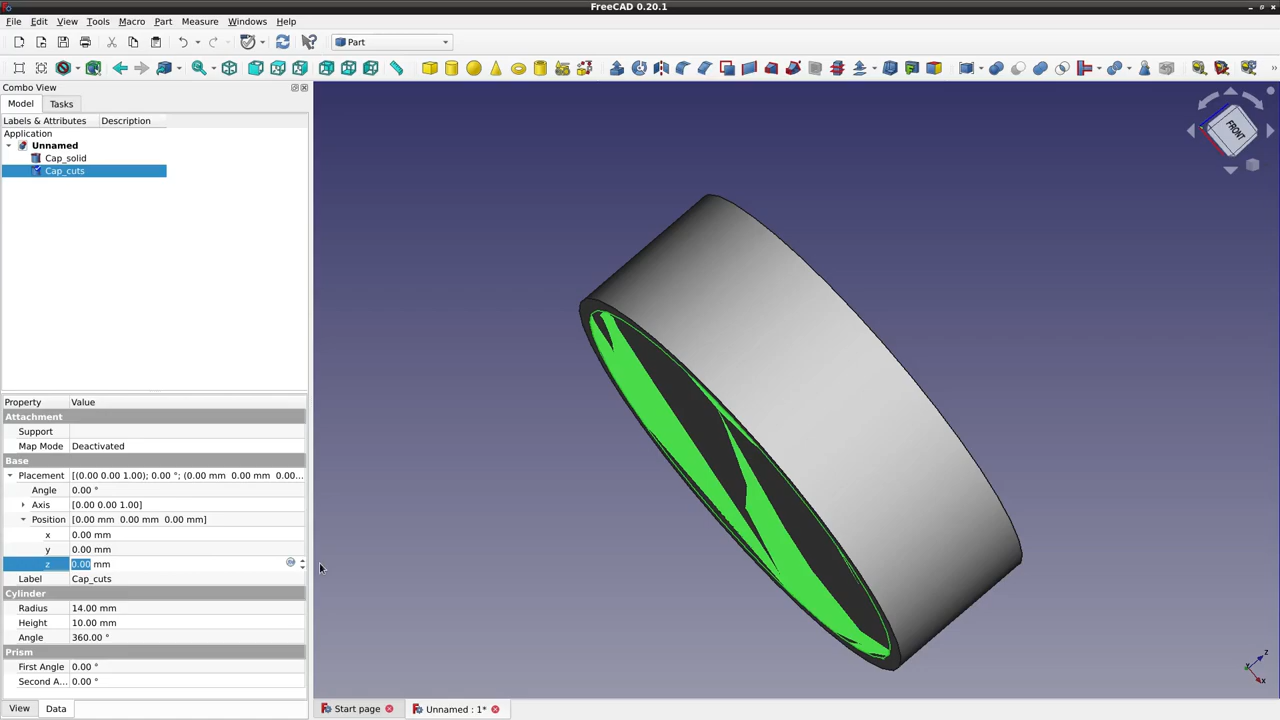 FreeCAD 0.20.1
File Edit View Tools Macro Part Measure Windows Help
Part
Combo View
Model Tasks
Labels & Attributes Description
Application
Unnamed
Cap_solid
Cap_cuts
FRONT
Property Value
Attachment
Support
Map Mode Deactivated
Base
Placement [(0.00 0.00 1.00); 0.00 °; (0.00 mm 0.00 mm 0.00...
Angle 0.00 °
Axis [0.00 0.00 1.00]
Position [0.00 mm 0.00 mm 0.00 mm]
x 0.00 mm
y 0.00 mm
z 0.00 mm
Label Cap_cuts
Cylinder
Radius 14.00 mm
Height 10.00 mm
Angle 360.00 °
Prism
First Angle 0.00 °
Second A... 0.00 °
View Data
Start page Unnamed : 1*
Z
Y
X